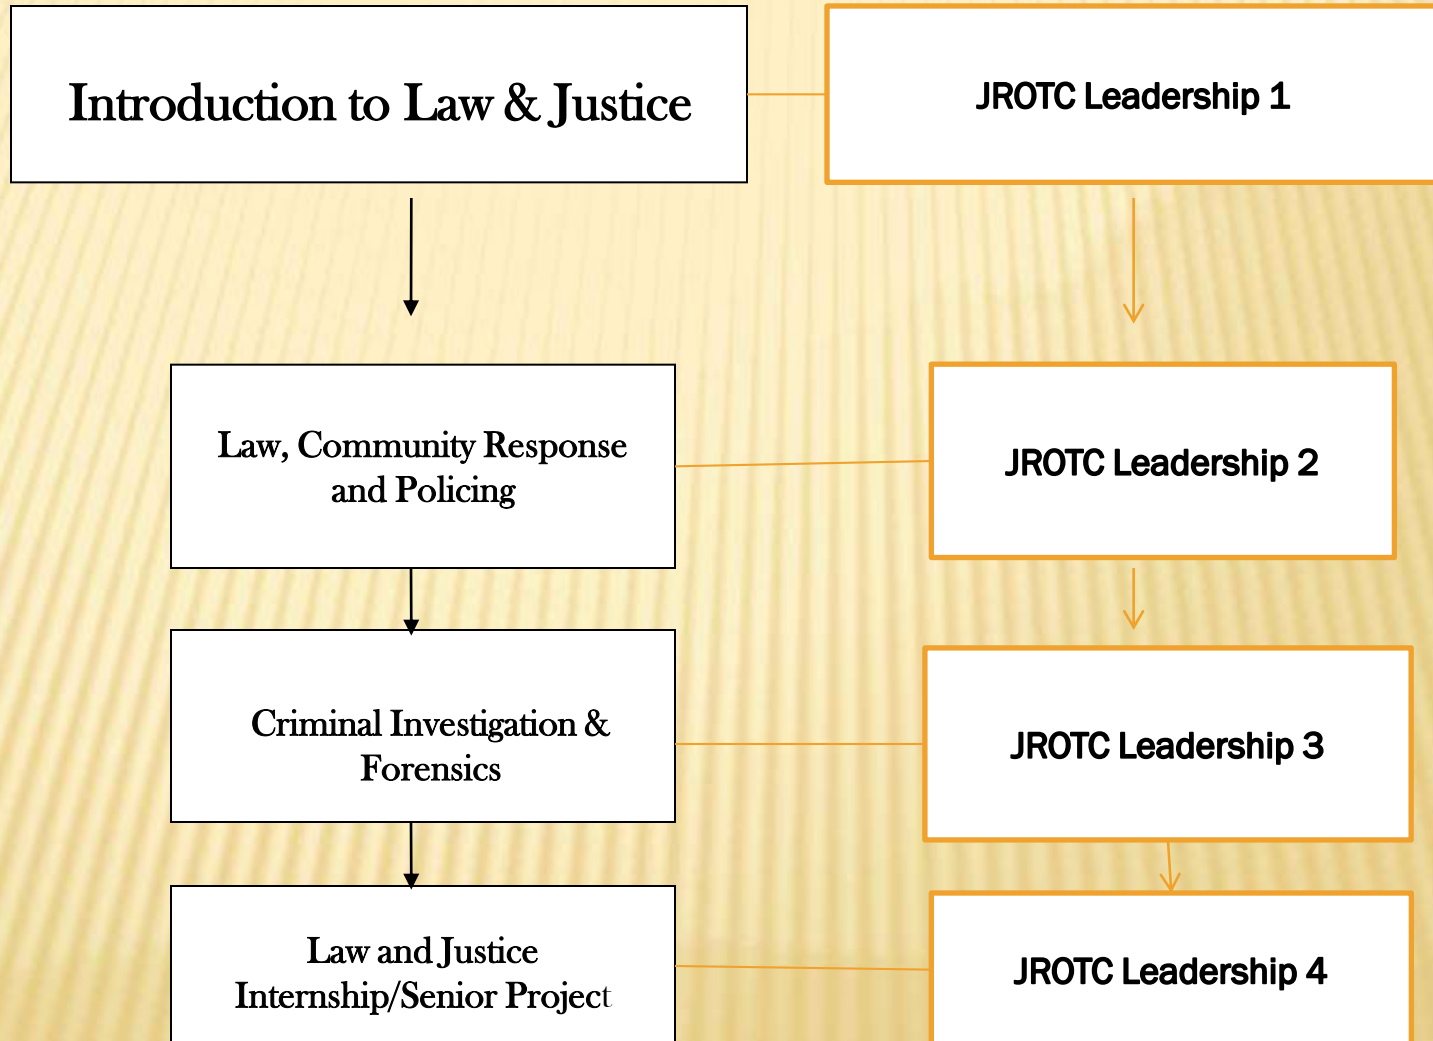 Introduction to Law & Justice
JROTC Leadership 1
Law, Community Response
and Policing
JROTC Leadership 2
Criminal Investigation &
Forensics
JROTC Leadership 3
Law and Justice
Internship/Senior Project
JROTC Leadership 4